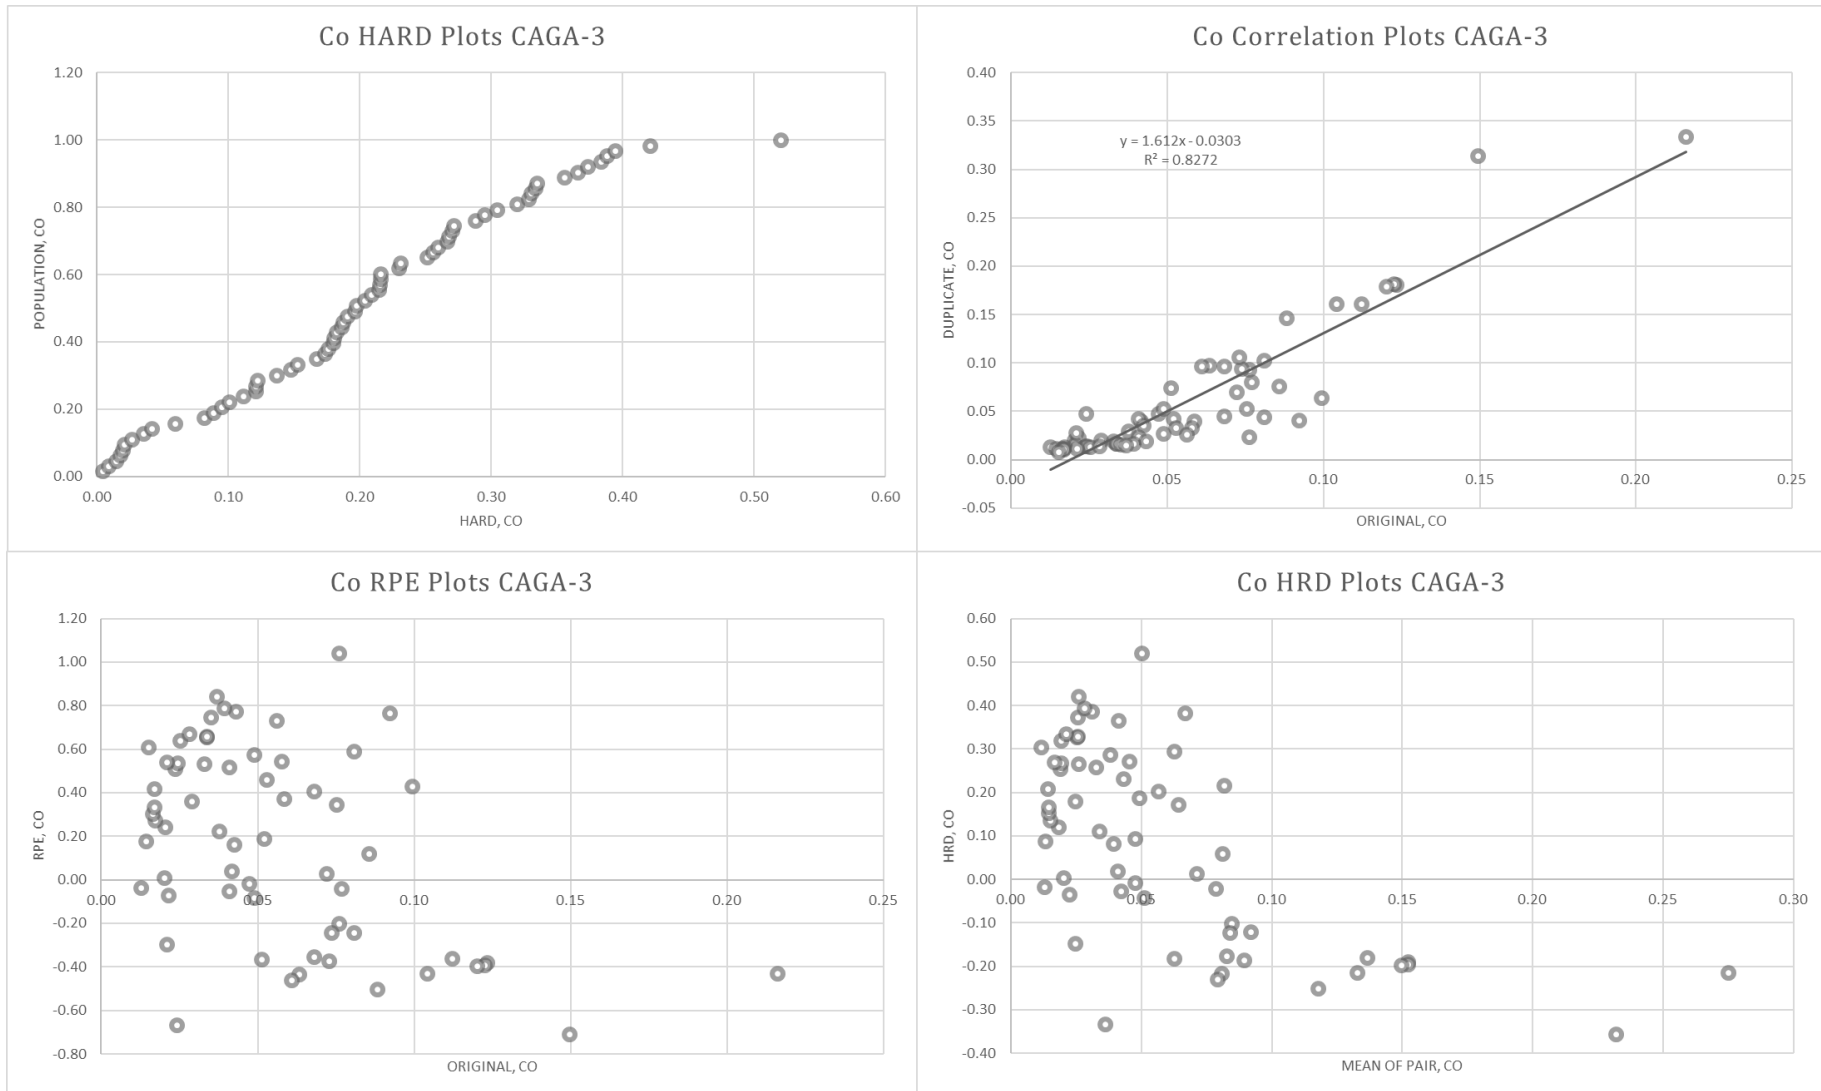 Co HARD Plots CAGA-3
1.20
1.00
0.80
0.60
0.40
0.20
0.00
POPULATION, CO
0.00 0.10 0.20 0.30 0.40 0.50 0.60
HARD, CO
Co Correlation Plots CAGA-3
0.40
0.35
0.30
0.25
0.20
0.15
0.10
0.05
0.00
-0.05
DUPLICATE, CO
y = 1.612x - 0.0303
R² = 0.8272
0.00 0.05 0.10 0.15 0.20 0.25
ORIGINAL, CO
Co RPE Plots CAGA-3
1.20
1.00
0.80
0.60
0.40
0.20
0.00
-0.20
-0.40
-0.60
-0.80
RPE, CO
0.00 0.05 0.10 0.15 0.20 0.25
ORIGINAL, CO
Co HRD Plots CAGA-3
0.60
0.50
0.40
0.30
0.20
0.10
0.00
-0.10
-0.20
-0.30
-0.40
HRD, CO
0.00 0.05 0.10 0.15 0.20 0.25 0.30
MEAN OF PAIR, CO